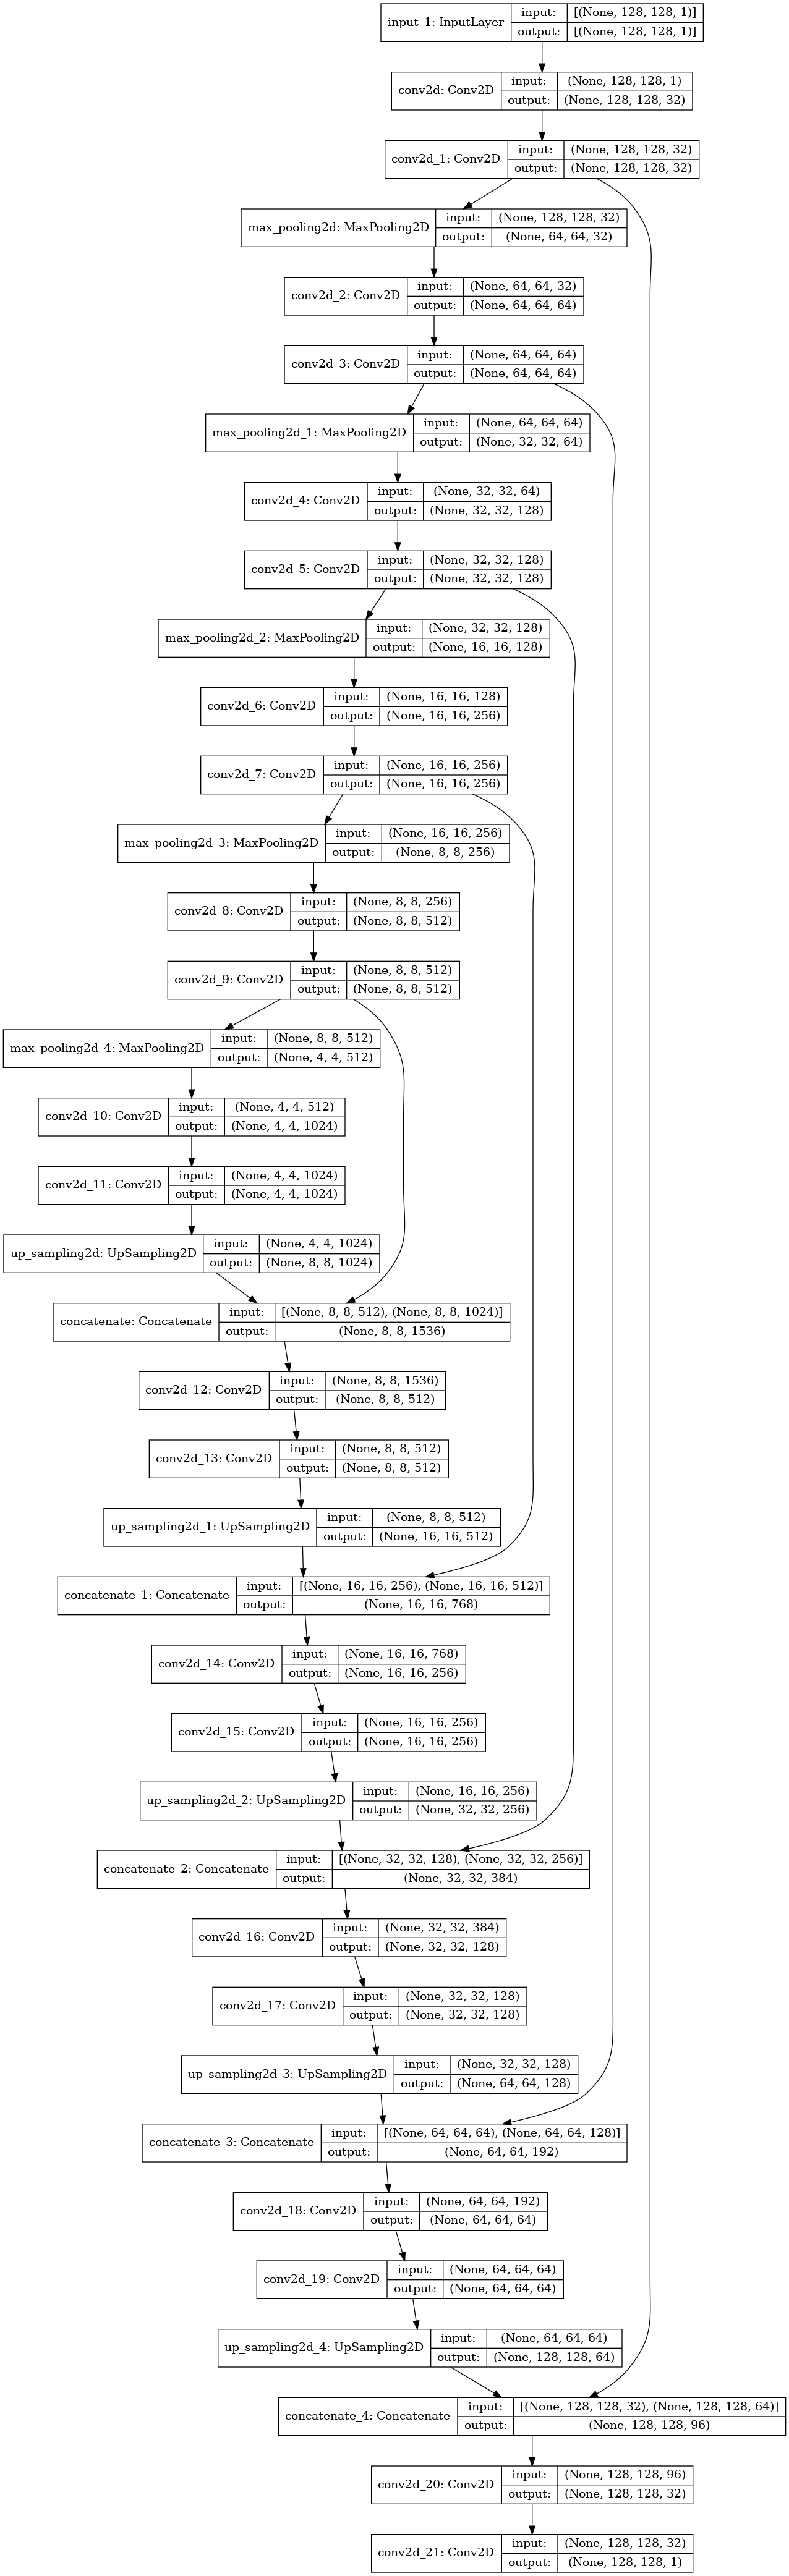 input_1: InputLayer
input: [(None, 128, 128, 1)]
output: [(None, 128, 128, 1)]
conv2d: Conv2D
input: (None, 128, 128, 1)
output: (None, 128, 128, 32)
conv2d_1: Conv2D
input: (None, 128, 128, 32)
output: (None, 128, 128, 32)
max_pooling2d: MaxPooling2D
input: (None, 128, 128, 32)
output: (None, 64, 64, 32)
conv2d_2: Conv2D
input: (None, 64, 64, 32)
output: (None, 64, 64, 64)
conv2d_3: Conv2D
input: (None, 64, 64, 64)
output: (None, 64, 64, 64)
max_pooling2d_1: MaxPooling2D
input: (None, 64, 64, 64)
output: (None, 32, 32, 64)
conv2d_4: Conv2D
input: (None, 32, 32, 64)
output: (None, 32, 32, 128)
conv2d_5: Conv2D
input: (None, 32, 32, 128)
output: (None, 32, 32, 128)
max_pooling2d_2: MaxPooling2D
input: (None, 32, 32, 128)
output: (None, 16, 16, 128)
conv2d_6: Conv2D
input: (None, 16, 16, 128)
output: (None, 16, 16, 256)
conv2d_7: Conv2D
input: (None, 16, 16, 256)
output: (None, 16, 16, 256)
max_pooling2d_3: MaxPooling2D
input: (None, 16, 16, 256)
output: (None, 8, 8, 256)
conv2d_8: Conv2D
input: (None, 8, 8, 256)
output: (None, 8, 8, 512)
conv2d_9: Conv2D
input: (None, 8, 8, 512)
output: (None, 8, 8, 512)
max_pooling2d_4: MaxPooling2D
input: (None, 8, 8, 512)
output: (None, 4, 4, 512)
conv2d_10: Conv2D
input: (None, 4, 4, 512)
output: (None, 4, 4, 1024)
conv2d_11: Conv2D
input: (None, 4, 4, 1024)
output: (None, 4, 4, 1024)
up_sampling2d: UpSampling2D
input: (None, 4, 4, 1024)
output: (None, 8, 8, 1024)
concatenate: Concatenate
input: [(None, 8, 8, 512), (None, 8, 8, 1024)]
output: (None, 8, 8, 1536)
conv2d_12: Conv2D
input: (None, 8, 8, 1536)
output: (None, 8, 8, 512)
conv2d_13: Conv2D
input: (None, 8, 8, 512)
output: (None, 8, 8, 512)
up_sampling2d_1: UpSampling2D
input: (None, 8, 8, 512)
output: (None, 16, 16, 512)
concatenate_1: Concatenate
input: [(None, 16, 16, 256), (None, 16, 16, 512)]
output: (None, 16, 16, 768)
conv2d_14: Conv2D
input: (None, 16, 16, 768)
output: (None, 16, 16, 256)
conv2d_15: Conv2D
input: (None, 16, 16, 256)
output: (None, 16, 16, 256)
up_sampling2d_2: UpSampling2D
input: (None, 16, 16, 256)
output: (None, 32, 32, 256)
concatenate_2: Concatenate
input: [(None, 32, 32, 128), (None, 32, 32, 256)]
output: (None, 32, 32, 384)
conv2d_16: Conv2D
input: (None, 32, 32, 384)
output: (None, 32, 32, 128)
conv2d_17: Conv2D
input: (None, 32, 32, 128)
output: (None, 32, 32, 128)
up_sampling2d_3: UpSampling2D
input: (None, 32, 32, 128)
output: (None, 64, 64, 128)
concatenate_3: Concatenate
input: [(None, 64, 64, 64), (None, 64, 64, 128)]
output: (None, 64, 64, 192)
conv2d_18: Conv2D
input: (None, 64, 64, 192)
output: (None, 64, 64, 64)
conv2d_19: Conv2D
input: (None, 64, 64, 64)
output: (None, 64, 64, 64)
up_sampling2d_4: UpSampling2D
input: (None, 64, 64, 64)
output: (None, 128, 128, 64)
concatenate_4: Concatenate
input: [(None, 128, 128, 32), (None, 128, 128, 64)]
output: (None, 128, 128, 96)
conv2d_20: Conv2D
input: (None, 128, 128, 96)
output: (None, 128, 128, 32)
conv2d_21: Conv2D
input: (None, 128, 128, 32)
output: (None, 128, 128, 1)